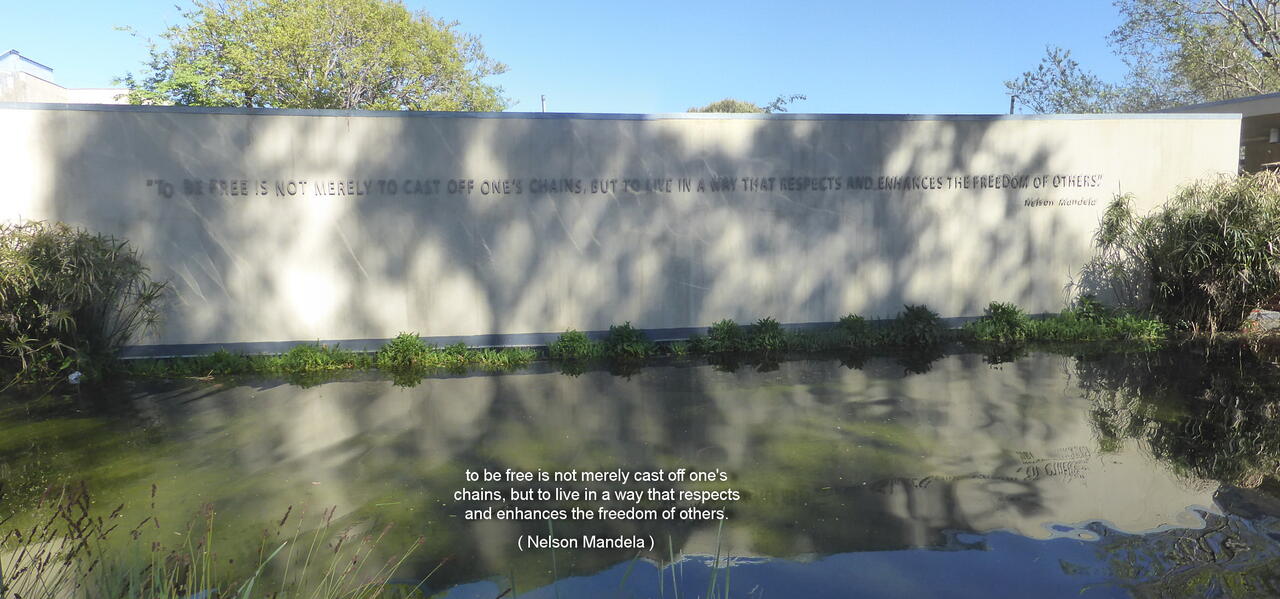 "TO BE FREE IS NOT MERELY TO CAST OFF ONE'S CHAINS, BUT TO LIVE IN A WAY THAT RESPECTS AND ENHANCES THE FREEDOM OF OTHERS."
Nelson Mandela
to be free is not merely cast off one's
chains, but to live in a way that respects
and enhances the freedom of others.
( Nelson Mandela )